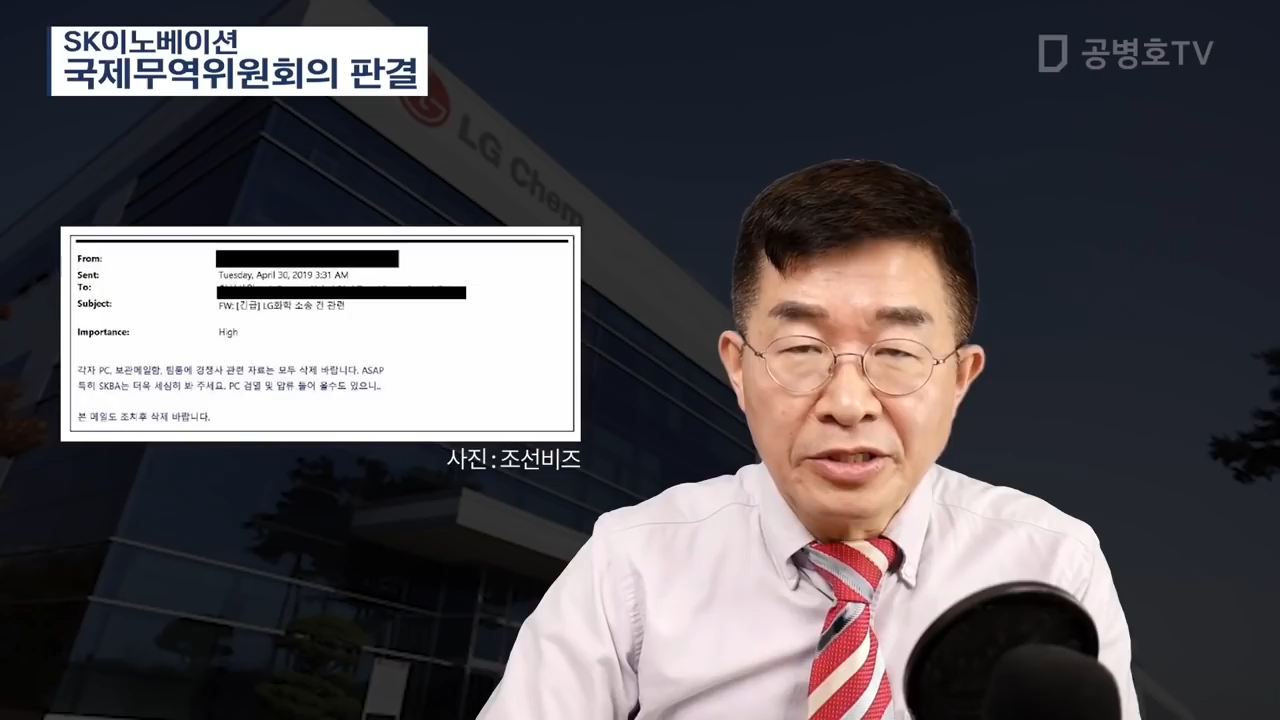 SK이노베이션
국제무역위원회의 판결
공병호TV
LG Chem
From:
Sent: Tuesday, April 30, 2019 3:31 AM
To:
Subject: FW: [긴급] LG화학 소송 건 관련
Importance: High
각자 PC, 보관메일함, 팀룸에 경쟁사 관련 자료는 모두 삭제 바랍니다. ASAP
특히 SKBA는 더욱 세심히 봐 주세요. PC 검열 및 압류 들어 올수도 있으니..
본 메일도 조치후 삭제 바랍니다.
사진 : 조선비즈